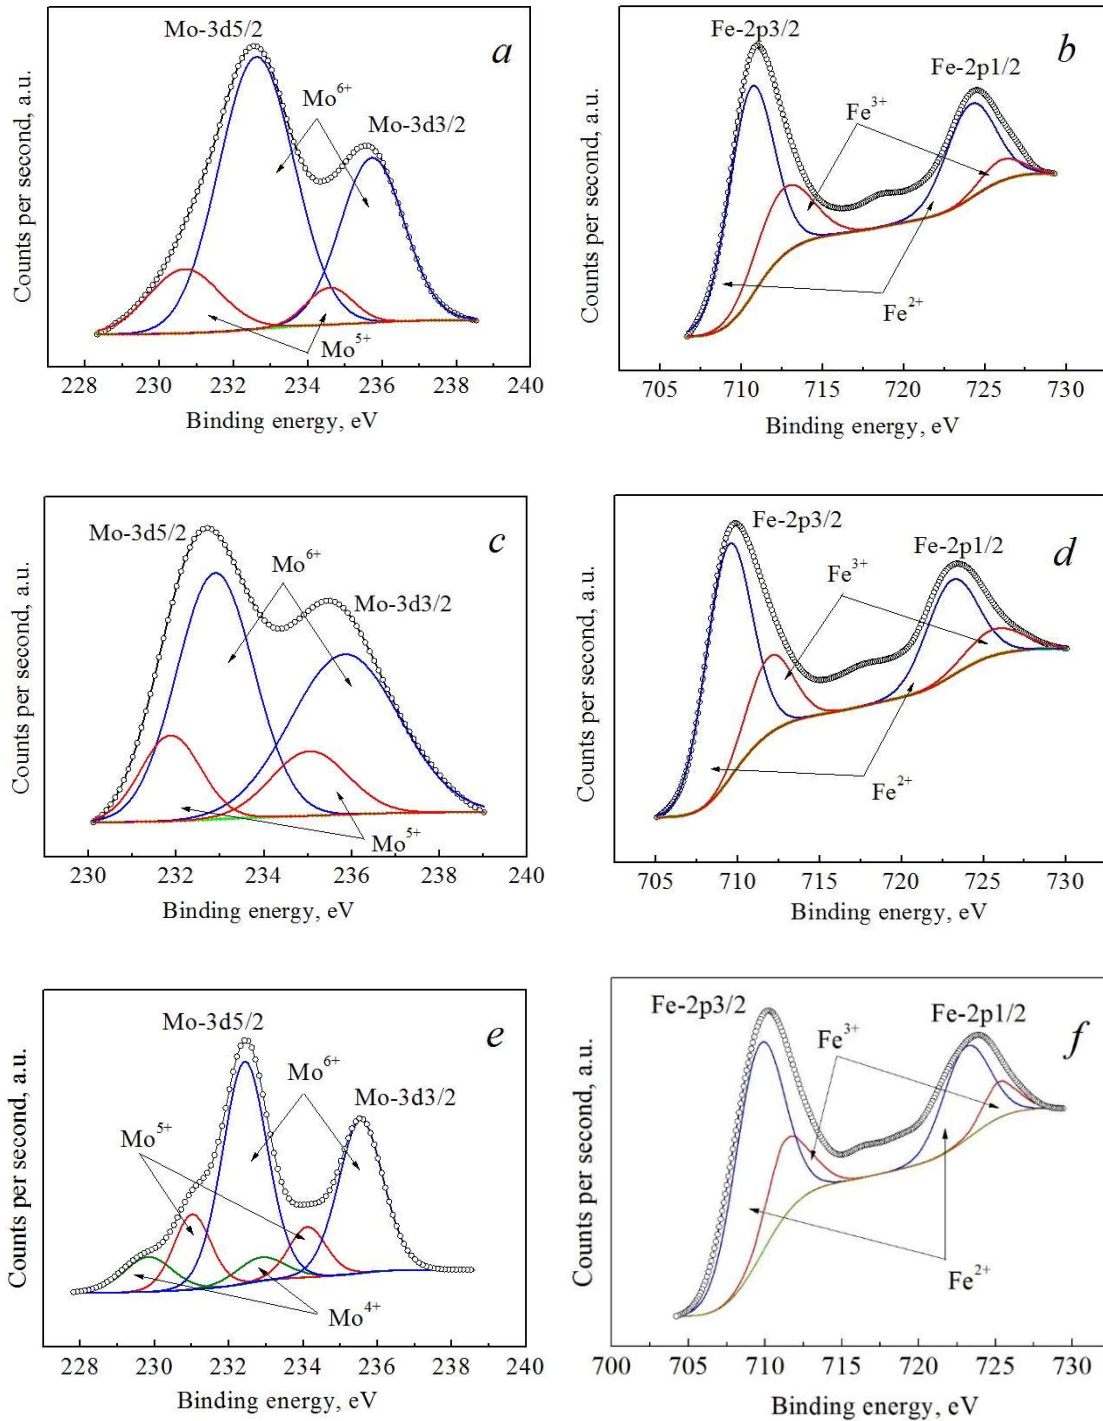 Mo-3d5/2
a
Mo⁶⁺
Mo-3d3/2
Mo⁵⁺
Counts per second, a.u.
228 230 232 234 236 238 240
Binding energy, eV
Fe-2p3/2
b
Fe-2p1/2
Fe³⁺
Fe²⁺
Counts per second, a.u.
705 710 715 720 725 730
Binding energy, eV
Mo-3d5/2
c
Mo⁶⁺
Mo-3d3/2
Mo⁵⁺
Counts per second, a.u.
230 232 234 236 238 240
Binding energy, eV
Fe-2p3/2
Fe-2p1/2
d
Fe³⁺
Fe²⁺
Counts per second, a.u.
705 710 715 720 725 730
Binding energy, eV
Mo-3d5/2
e
Mo⁶⁺
Mo-3d3/2
Mo⁵⁺
Mo⁴⁺
Counts per second, a.u.
228 230 232 234 236 238 240
Binding energy, eV
Fe-2p3/2
Fe-2p1/2
Fe³⁺
f
Fe²⁺
Counts per second, a.u.
700 705 710 715 720 725 730
Binding energy, eV